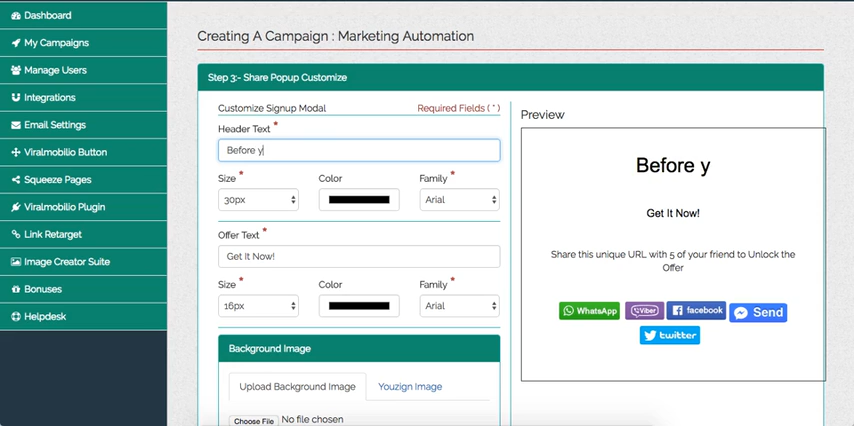 Dashboard
My Campaigns
Manage Users
Integrations
Email Settings
Viralmobilio Button
Squeeze Pages
Viralmobilio Plugin
Link Retarget
Image Creator Suite
Bonuses
Helpdesk
Creating A Campaign : Marketing Automation
Step 3:- Share Popup Customize
Customize Signup Modal Required Fields ( * )
Header Text *
Before y
Size * Color Family *
30px Arial
Offer Text *
Get It Now!
Size * Color Family *
16px Arial
Background Image
Upload Background Image Youzign Image
Choose File No file chosen
Preview
Before y
Get It Now!
Share this unique URL with 5 of your friend to Unlock the
Offer
WhatsApp Viber facebook Send
twitter